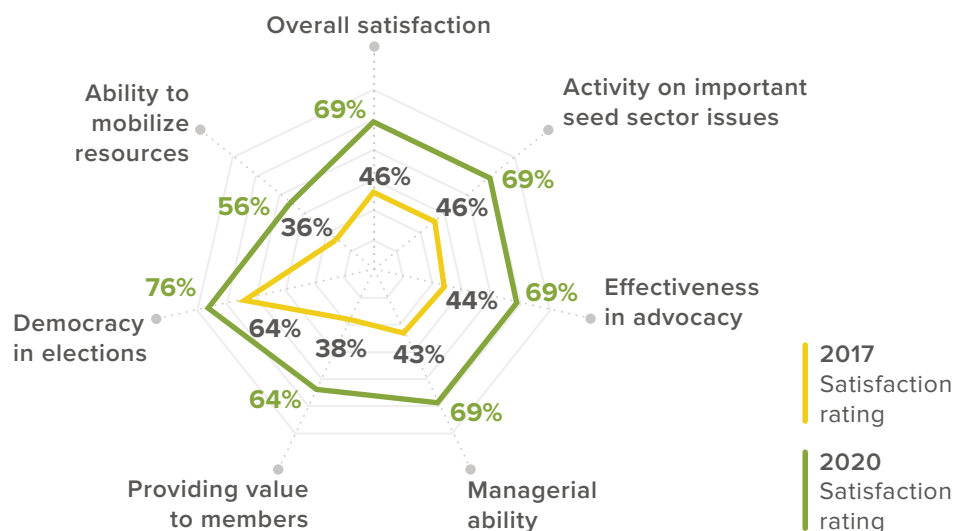 Overall satisfaction
Ability to
mobilize
resources
Activity on important
seed sector issues
69%
46%
46%
69%
56%
36%
76%
64%
38%
43%
44%
69%
Effectiveness
in advocacy
Democracy
in elections
64%
69%
Providing value
to members
Managerial
ability
2017
Satisfaction
rating
2020
Satisfaction
rating